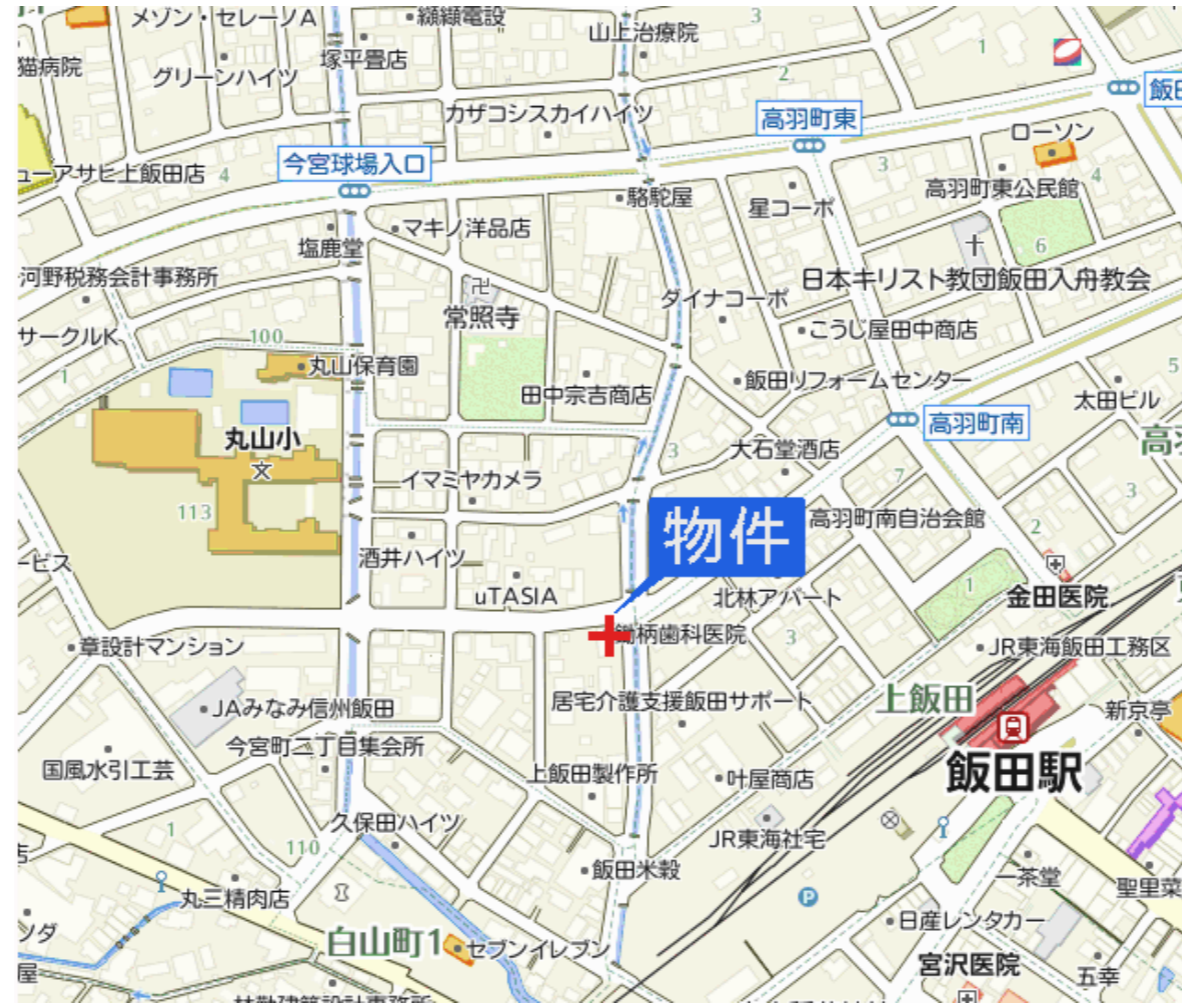 メゾン・セレーノA
纐纈電設
山上治療院
3
1
猫病院
グリーンハイツ
塚平畳店
2
カザコシスカイハイツ
高羽町東
飯田
ローソン
今宮球場入口
ューアサヒ上飯田店
4
3
4
高羽町東公民館
駱駝屋
星コーポ
マキノ洋品店
塩鹿堂
6
河野税務会計事務所
卍
常照寺
ダイナコーポ
日本キリスト教団飯田入舟教会
サークルK
100
こうじ屋田中商店
丸山保育園
1
田中宗吉商店
飯田リフォームセンター
5
太田ビル
高羽町南
丸山小
文
3
大石堂酒店
イマミヤカメラ
7
3
113
物件
高羽町南自治会館
2
ービス
酒井ハイツ
uTASIA
北林アパート
1
金田医院
鋤柄歯科医院
3
章設計マンション
JR東海飯田工務区
JAみなみ信州飯田
居宅介護支援飯田サポート
上飯田
新京亭
今宮町二丁目集会所
国風水引工芸
上飯田製作所
叶屋商店
飯田駅
1
久保田ハイツ
110
JR東海社宅
店
飯田米穀
一茶堂
丸三精肉店
P
聖里菜
ンダ
白山町1
セブンイレブン
日産レンタカー
屋
宮沢医院
五幸